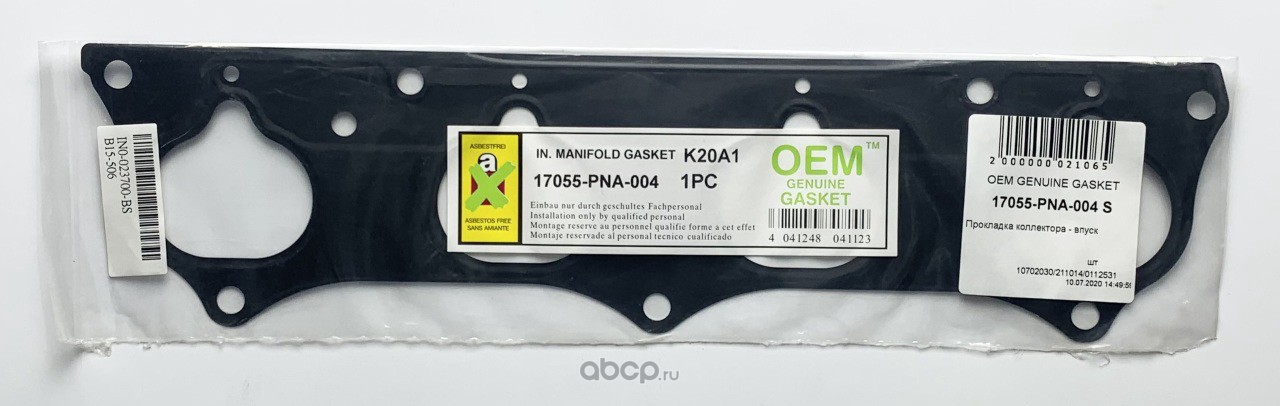 IN0-023700-BS
B15-506
ASBESTFREI
a
ASBESTOS FREE
SANS AMIANTE
IN. MANIFOLD GASKET K20A1
17055-PNA-004 1PC
Einbau nur durch geschultes Fachpersonal
Installation only by qualified personal
Montage reserve au personnel qualifie forme a cet effet
Montaje reservade al personal tecnico cualificado
OEM™
GENUINE
GASKET
4 041248 041123
2 000000 021065
OEM GENUINE GASKET
17055-PNA-004 S
Прокладка коллектора - впуск
шт
10702030/211014/0112531
10.07.2020 14:49:5
abcp.ru